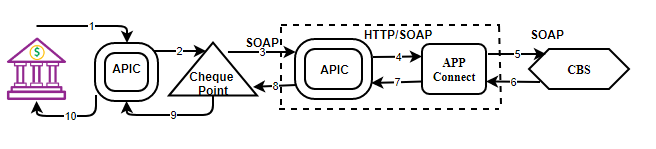 1
$
APIC
2
Cheque
Point
SOAP
3
HTTP/SOAP
APIC
4
APP
Connect
SOAP
5
CBS
6
7
8
9
10